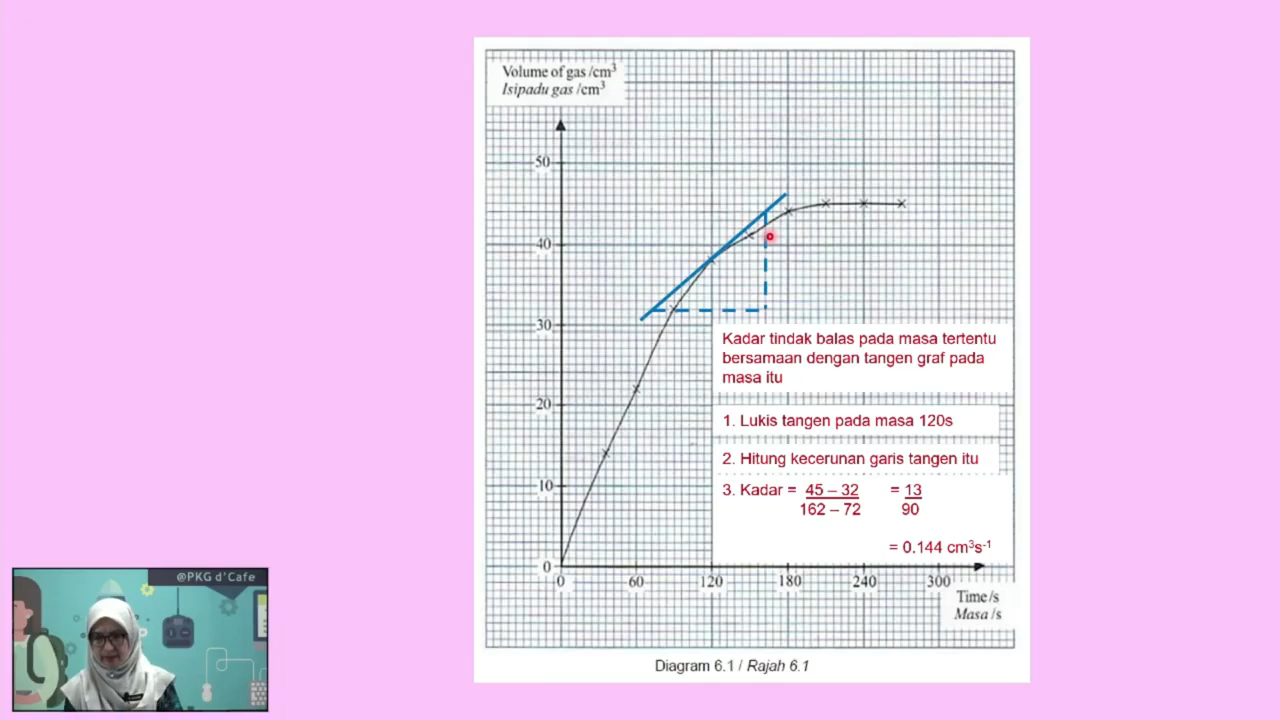 Volume of gas /cm³
Isipadu gas /cm³
50
40
30
20
10
0
0 60 120 180 240 300
Time/s
Masa /s
Kadar tindak balas pada masa tertentu
bersamaan dengan tangen graf pada
masa itu
1. Lukis tangen pada masa 120s
2. Hitung kecerunan garis tangen itu
3. Kadar = 45 – 32 = 13
162 – 72 90
= 0.144 cm³s⁻¹
Diagram 6.1 / Rajah 6.1
@PKG d'Cafe